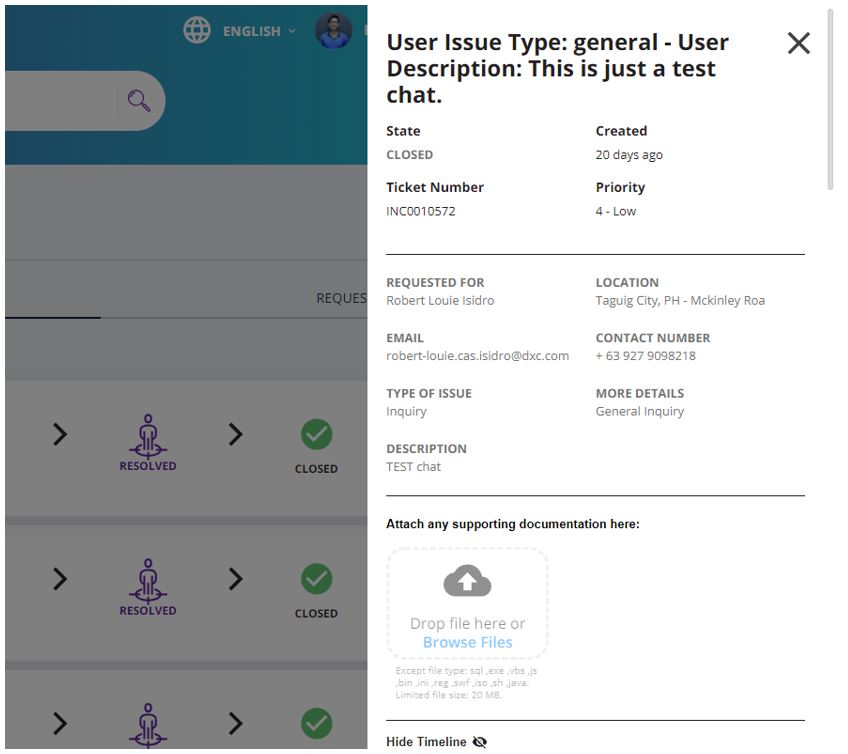 ENGLISH
REQUES
RESOLVED
CLOSED
RESOLVED
CLOSED
User Issue Type: general - User
Description: This is just a test
chat.
State
Created
CLOSED
20 days ago
Ticket Number
Priority
INC0010572
4 - Low
REQUESTED FOR
LOCATION
Robert Louie Isidro
Taguig City, PH - Mckinley Roa
EMAIL
CONTACT NUMBER
robert-louie.cas.isidro@dxc.com
+ 63 927 9098218
TYPE OF ISSUE
MORE DETAILS
Inquiry
General Inquiry
DESCRIPTION
TEST chat
Attach any supporting documentation here:
Drop file here or
Browse Files
Except file type: sql ,exe ,vbs ,js
,bin ,ini ,reg ,swf ,iso ,sh ,java.
Limited file size: 20 MB.
Hide Timeline